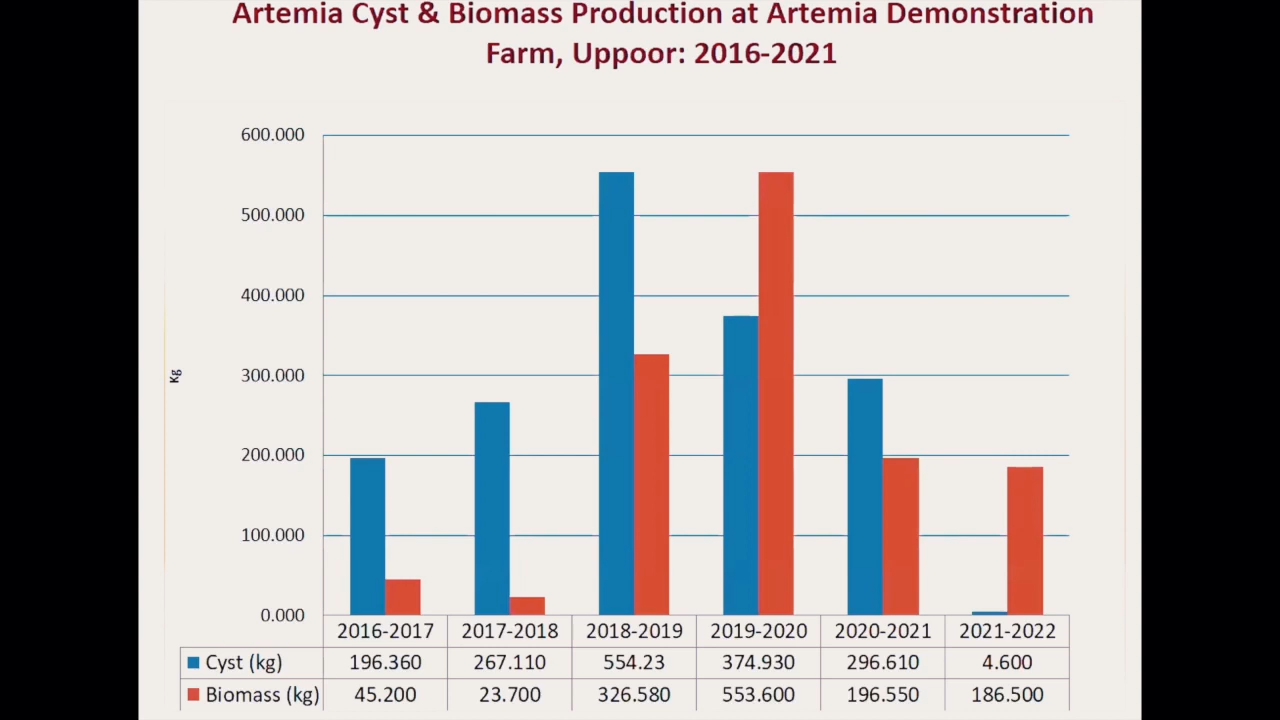 Artemia Cyst & Biomass Production at Artemia Demonstration
Farm, Uppoor: 2016-2021
600.000
500.000
400.000
300.000
200.000
100.000
0.000
Kg
2016-2017 2017-2018 2018-2019 2019-2020 2020-2021 2021-2022
Cyst (kg) 196.360 267.110 554.23 374.930 296.610 4.600
Biomass (kg) 45.200 23.700 326.580 553.600 196.550 186.500